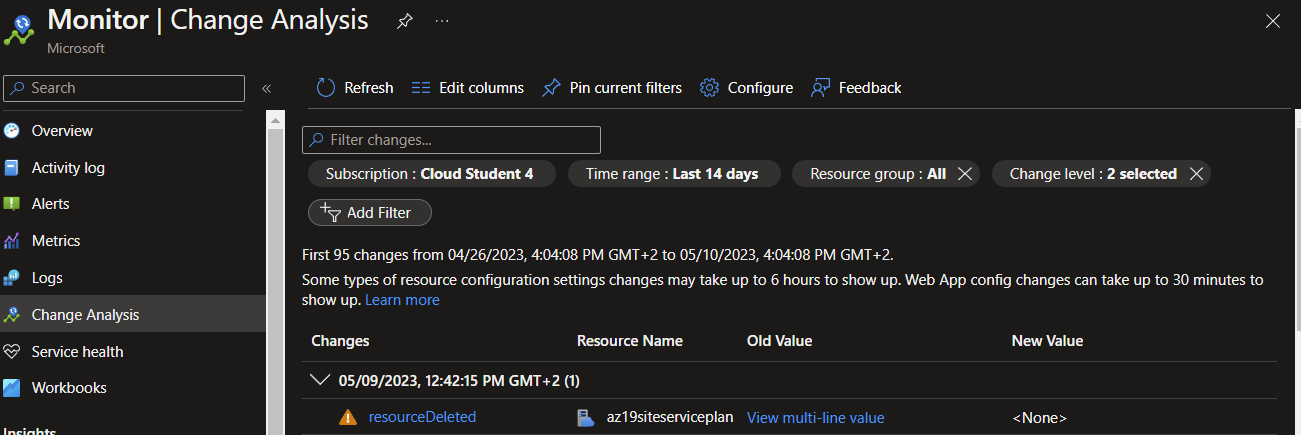 Monitor | Change Analysis
Microsoft
Search
Refresh
Edit columns
Pin current filters
Configure
Feedback
Overview
Activity log
Alerts
Metrics
Logs
Change Analysis
Service health
Workbooks
Insights
Filter changes...
Subscription : Cloud Student 4
Time range : Last 14 days
Resource group : All
Change level : 2 selected
Add Filter
First 95 changes from 04/26/2023, 4:04:08 PM GMT+2 to 05/10/2023, 4:04:08 PM GMT+2.
Some types of resource configuration settings changes may take up to 6 hours to show up. Web App config changes can take up to 30 minutes to
show up. Learn more
Changes Resource Name Old Value New Value
05/09/2023, 12:42:15 PM GMT+2 (1)
resourceDeleted az19siteserviceplan View multi-line value <None>